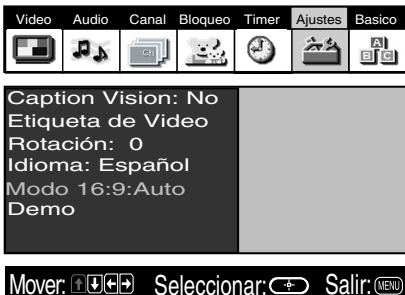 Video Audio Canal Bloqueo Timer Ajustes Basico
Ch A B C
Caption Vision: No
Etiqueta de Video
Rotación: 0
Idioma: Español
Modo 16:9:Auto
Demo
Mover: Seleccionar: Salir: MENU